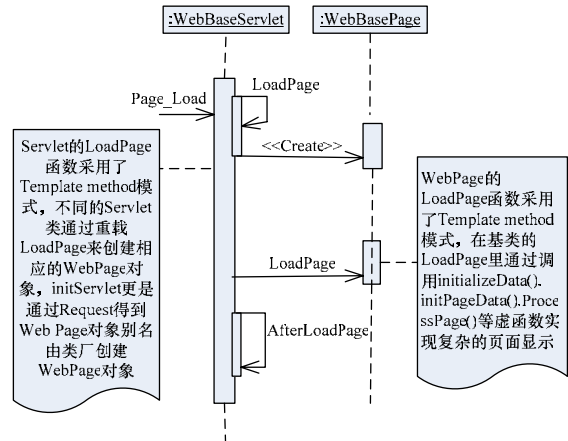 :WebBaseServlet
:WebBasePage
LoadPage
Page_Load
<<Create>>
Servlet的LoadPage
函数采用了
Template method模
式，不同的Servlet
类通过重载
LoadPage来创建相
应的WebPage对
象，initServlet更是
通过Request得到
Web Page对象别名
由类厂创建
WebPage对象
WebPage的
LoadPage函数采用
了Template method
模式，在基类的
LoadPage里通过调
用initializeData().
initPageData().Proce
ssPage()等虚函数实
现复杂的页面显示
LoadPage
AfterLoadPage